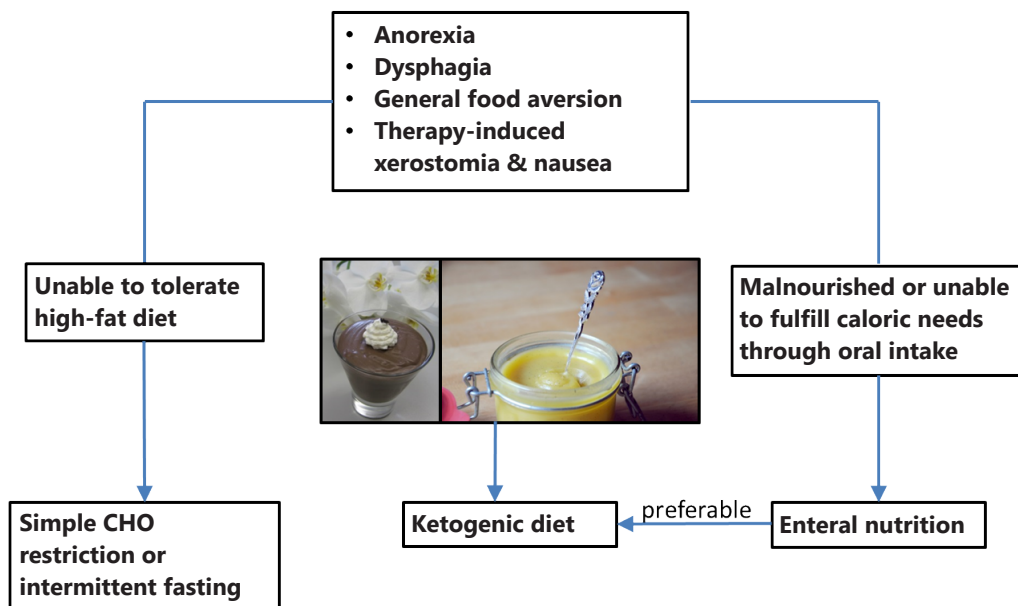 • Anorexia
• Dysphagia
• General food aversion
• Therapy-induced
xerostomia & nausea
Unable to tolerate
high-fat diet
Malnourished or unable
to fulfill caloric needs
through oral intake
Simple CHO
restriction or
intermittent fasting
Ketogenic diet
preferable
Enteral nutrition